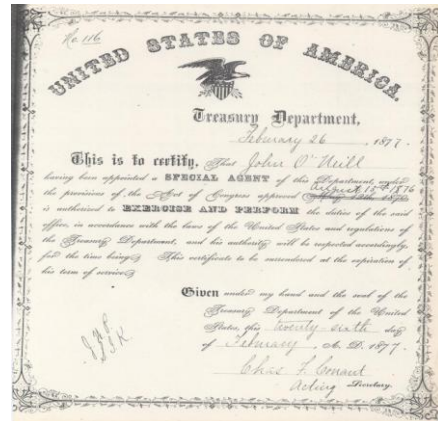 No 116
UNITED STATES OF AMERICA.
Treasury Department,
February 26 1877.
This is to certify, That John O'Neill
having been appointed a SPECIAL AGENT of this Department, under
August 15th 1876
the provisions of the Act of Congress approved
is authorized to EXERCISE AND PERFORM the duties of the said
office, in accordance with the laws of the United States and regulations of
the Treasury Department, and his authority will be respected accordingly,
for the time being. This certificate to be surrendered at the expiration of
his term of service.
Given under my hand and the seal of the
Treasury Department of the United
States, this twenty sixth day
of February. A. D. 1877.
Chas F. Conant
Acting Secretary.